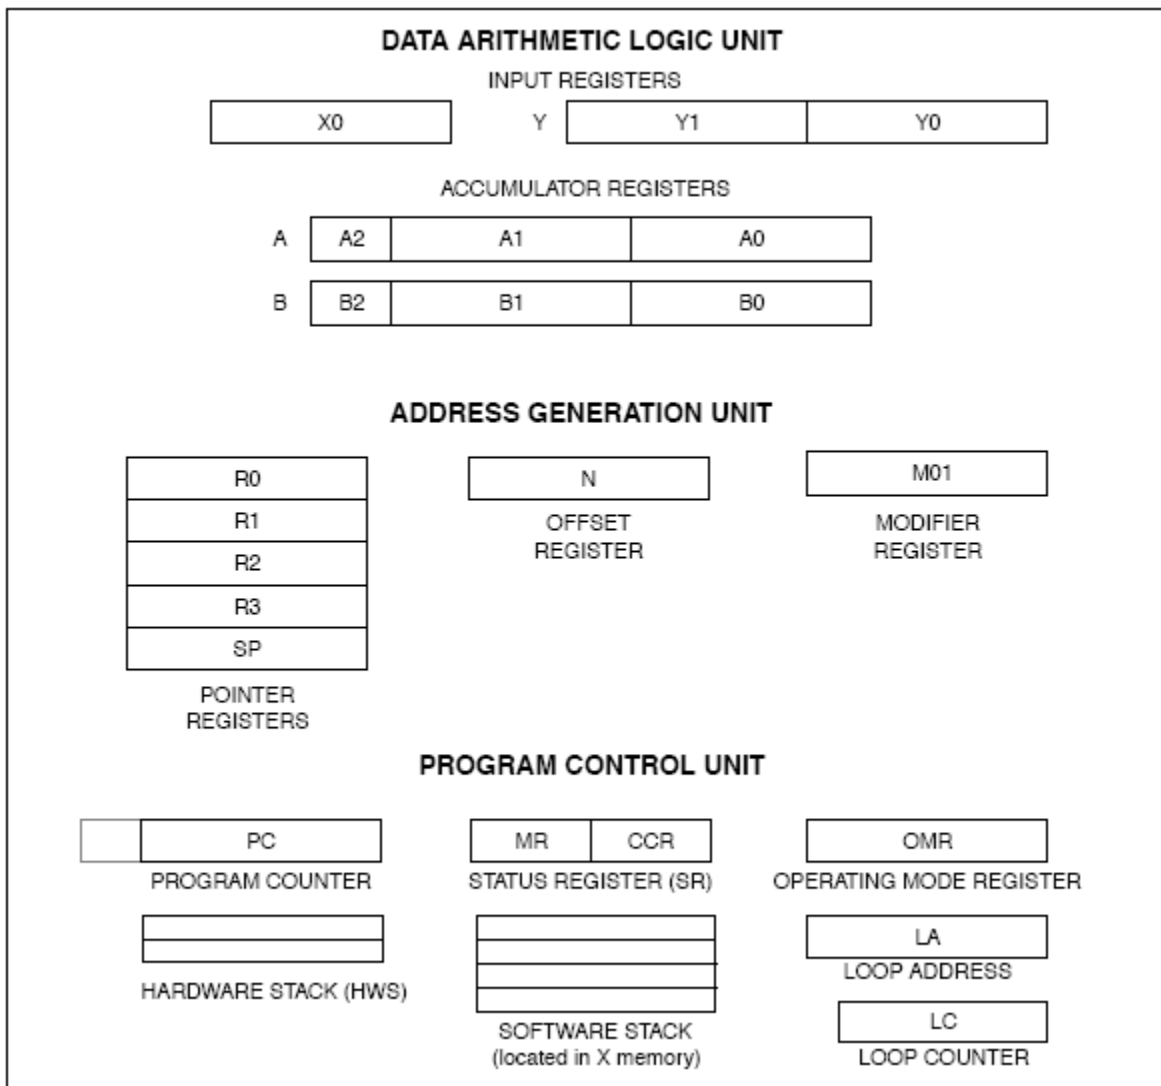 DATA ARITHMETIC LOGIC UNIT
INPUT REGISTERS
X0 Y Y1 Y0
ACCUMULATOR REGISTERS
A A2 A1 A0
B B2 B1 B0
ADDRESS GENERATION UNIT
R0 N M01
R1 OFFSET MODIFIER
R2 REGISTER REGISTER
R3
SP
POINTER
REGISTERS
PROGRAM CONTROL UNIT
PC MR CCR OMR
PROGRAM COUNTER STATUS REGISTER (SR) OPERATING MODE REGISTER
LA
LOOP ADDRESS
HARDWARE STACK (HWS)
LC
SOFTWARE STACK
(located in X memory) LOOP COUNTER